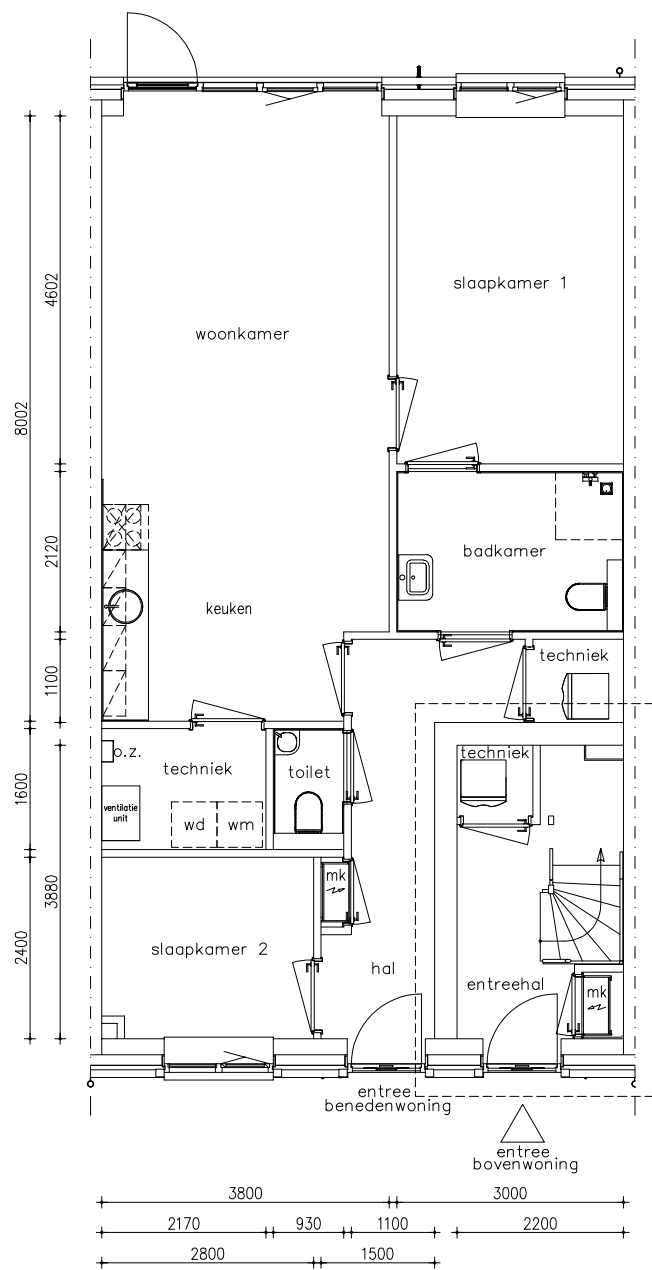 4602
slaapkamer 1
woonkamer
8002
2120
badkamer
keuken
1100
techniek
techniek
o.z.
1600
techniek
toilet
ventilatie
unit
wd
wm
mk
3880
2400
slaapkamer 2
hal
entreehal
mk
entree
benedenwoning
entree
bovenwoning
3800
3000
2170
930
1100
2200
2800
1500